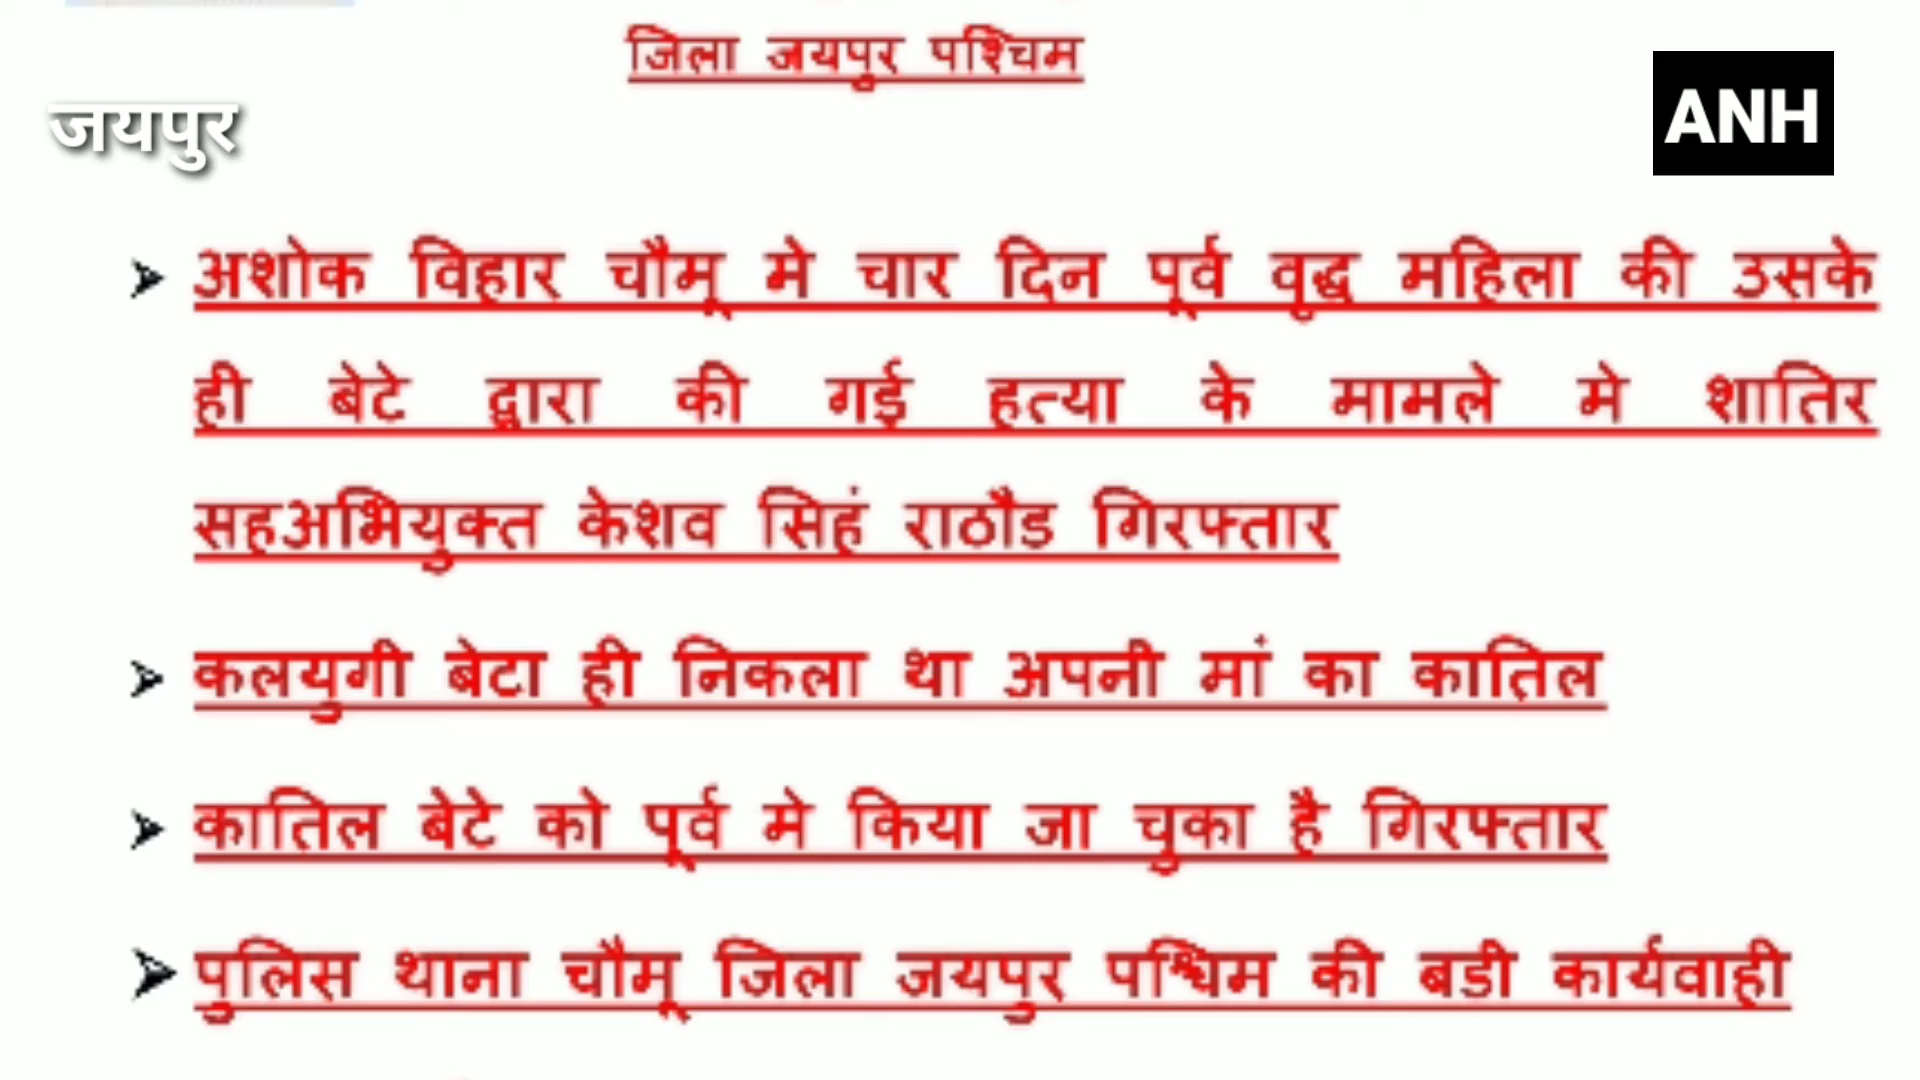 जिला जयपुर पश्चिम
जयपुर
ANH
अशोक विहार चौमू मे चार दिन पूर्व वृद्ध महिला की उसके
ही बेटे द्वारा की गई हत्या के मामले मे शातिर
सहअभियुक्त केशव सिहं राठौड गिरफ्तार
कलयुगी बेटा ही निकला था अपनी मां का कातिल
कातिल बेटे को पूर्व मे किया जा चुका है गिरफ्तार
पुलिस थाना चौमू जिला जयपुर पश्चिम की बडी कार्यवाही